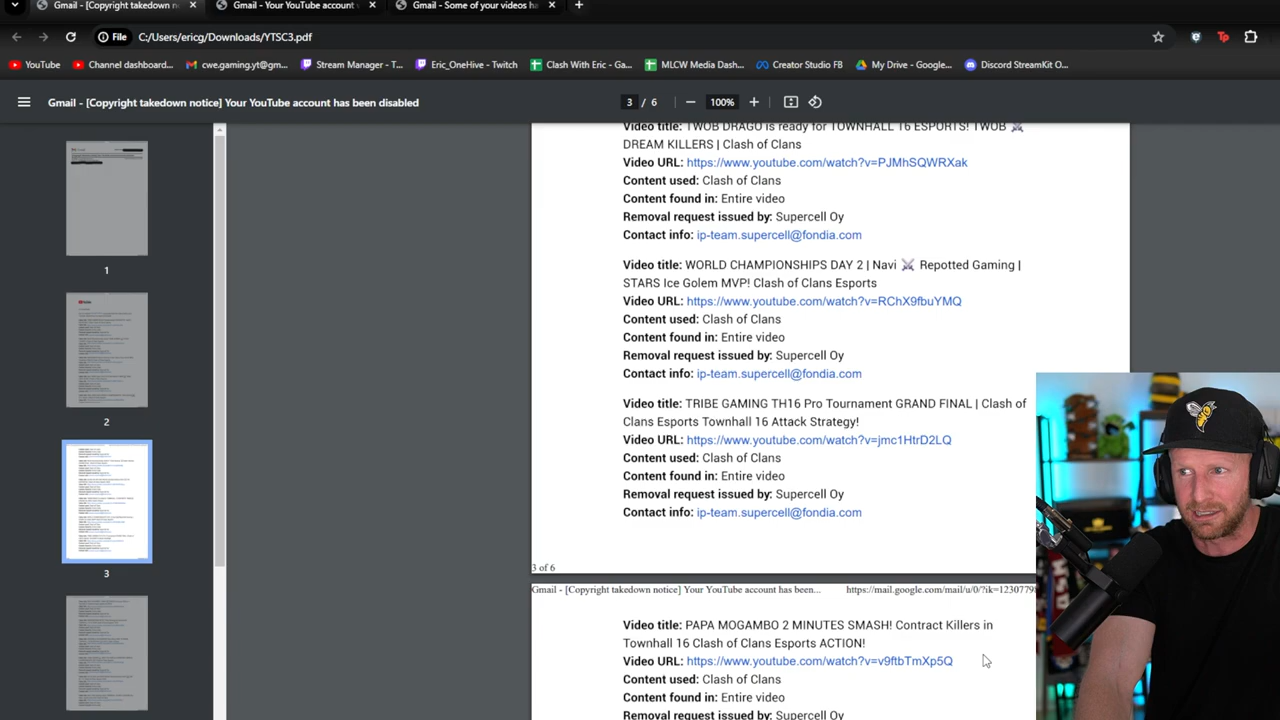 Gmail - [Copyright takedown no
Gmail - Your YouTube account
Gmail - Some of your videos ha
File
C:/Users/ericg/Downloads/YTSC3.pdf
YouTube
Channel dashboard...
cwe.gaming.yt@gm...
Stream Manager - T...
Eric_OneHive - Twitch
Clash With Eric - Ga...
MLCW Media Clash...
Creator Studio FB
My Drive - Google...
Discord StreamKit O...
Gmail - [Copyright takedown notice] Your YouTube account has been disabled
3 / 6
100%
1
2
3
Video title: TWOB DRAGO is ready for TOWNHALL 16 ESPORTS! TWOB ⚔
DREAM KILLERS | Clash of Clans
Video URL: https://www.youtube.com/watch?v=PJMhSQWRXak
Content used: Clash of Clans
Content found in: Entire video
Removal request issued by: Supercell Oy
Contact info: ip-team.supercell@fondia.com
Video title: WORLD CHAMPIONSHIPS DAY 2 | Navi ⚔ Repotted Gaming |
STARS Ice Golem MVP! Clash of Clans Esports
Video URL: https://www.youtube.com/watch?v=RChX9fbuYMQ
Content used: Clash of Clans
Content found in: Entire video
Removal request issued by: Supercell Oy
Contact info: ip-team.supercell@fondia.com
Video title: TRIBE GAMING TH16 Pro Tournament GRAND FINAL | Clash of
Clans Esports Townhall 16 Attack Strategy!
Video URL: https://www.youtube.com/watch?v=jmc1HtrD2LQ
Content used: Clash of Clans
Content found in: Entire video
Removal request issued by: Supercell Oy
Contact info: ip-team.supercell@fondia.com
3 of 6
Gmail - [Copyright takedown notice] Your YouTube account has been ...
https://mail.google.com/mail/u/0/?ik=1230779
Video title: PAPA MOGAMBO MINUTES SMASH! Contract Killers in
Townhall 16 Clash of Clans DESTRUCTION!
Video URL: https://www.youtube.com/watch?v=v9ftbTmXp5Q
Content used: Clash of Clans
Content found in: Entire video
Removal request issued by: Supercell Oy